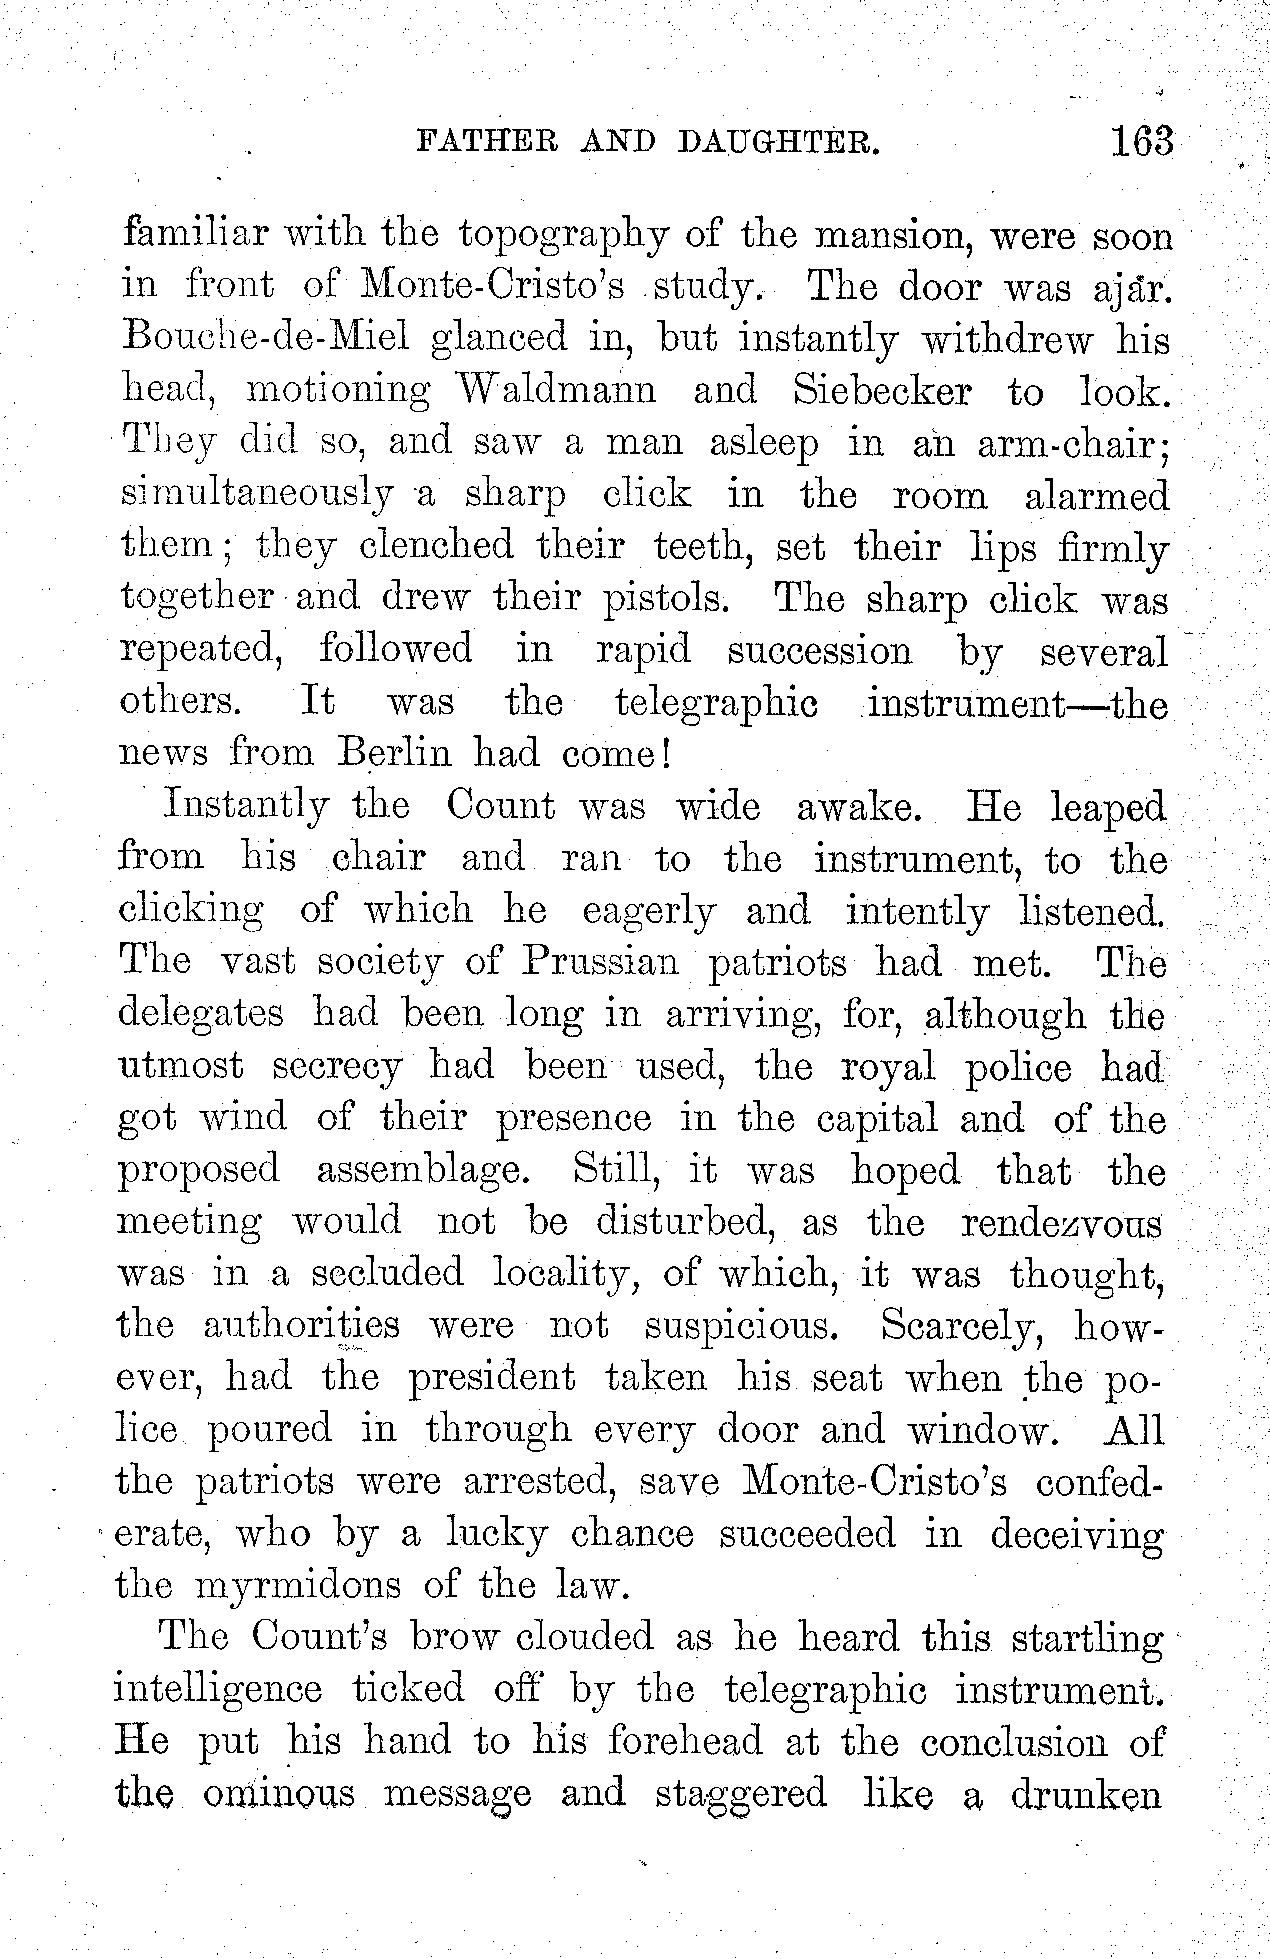 FATHER AND DAUGHTER. 163
familiar with the topography of the mansion, were soon
in front of Monte-Cristo's study. The door was ajar.
Bouche-de-Miel glanced in, but instantly withdrew his
head, motioning Waldmann and Siebecker to look.
They did so, and saw a man asleep in an arm-chair;
simultaneously a sharp click in the room alarmed
them; they clenched their teeth, set their lips firmly
together and drew their pistols. The sharp click was
repeated, followed in rapid succession by several
others. It was the telegraphic instrument—the
news from Berlin had come!
Instantly the Count was wide awake. He leaped
from his chair and ran to the instrument, to the
clicking of which he eagerly and intently listened.
The vast society of Prussian patriots had met. The
delegates had been long in arriving, for, although the
utmost secrecy had been used, the royal police had
got wind of their presence in the capital and of the
proposed assemblage. Still, it was hoped that the
meeting would not be disturbed, as the rendezvous
was in a secluded locality, of which, it was thought,
the authorities were not suspicious. Scarcely, how-
ever, had the president taken his seat when the po-
lice poured in through every door and window. All
the patriots were arrested, save Monte-Cristo's confed-
erate, who by a lucky chance succeeded in deceiving
the myrmidons of the law.
The Count's brow clouded as he heard this startling
intelligence ticked off by the telegraphic instrument.
He put his hand to his forehead at the conclusion of
the ominous message and staggered like a drunken